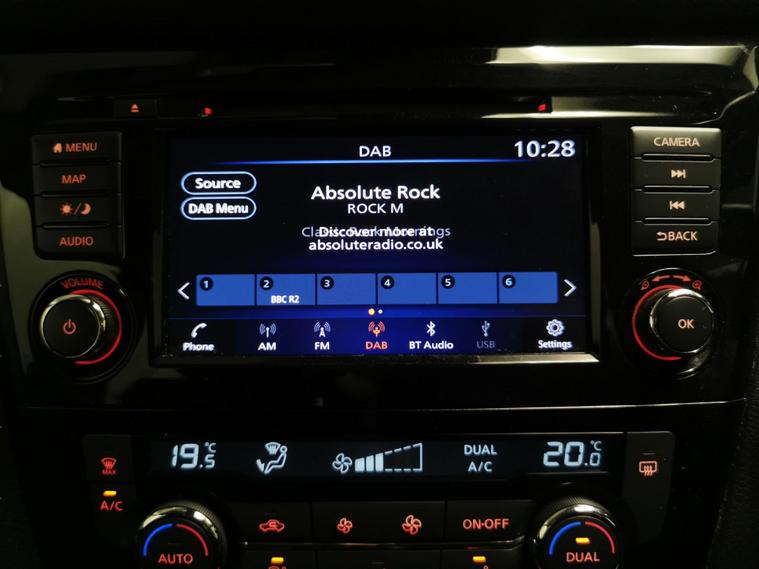 MENU
MAP
AUDIO
VOLUME
DAB
10:28
Source
DAB Menu
Absolute Rock
ROCK M
Discover more at
absoluteradio.co.uk
1
2
3
4
5
6
BBC R2
Phone
AM
FM
DAB
BT Audio
USB
Settings
CAMERA
BACK
OK
MAX
A/C
19.5°C
DUAL
A/C
20.0°C
AUTO
ON·OFF
DUAL